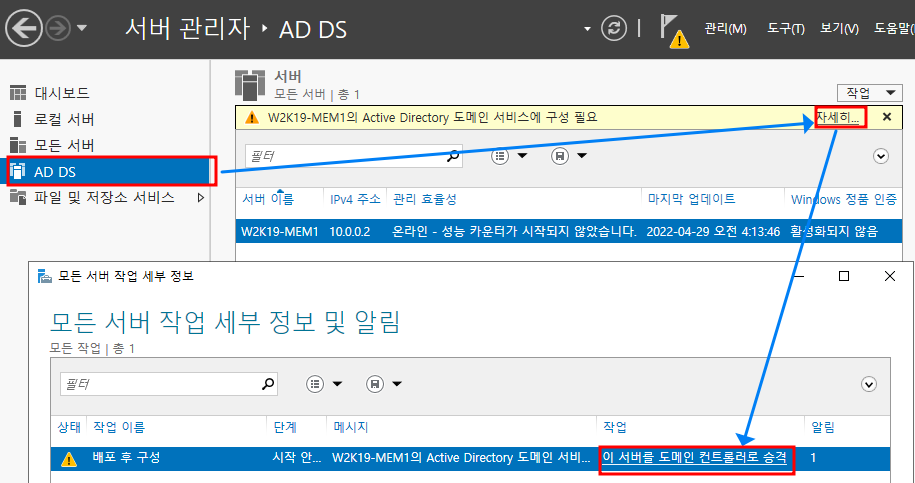 서버 관리자 ‣ AD DS
관리(M) 도구(T) 보기(V) 도움말(
대시보드
로컬 서버
모든 서버
AD DS
파일 및 저장소 서비스
서버
모든 서버 | 총 1
작업
W2K19-MEM1의 Active Directory 도메인 서비스에 구성 필요 자세히...
필터
서버 이름 IPv4 주소 관리 효율성 마지막 업데이트 Windows 정품 인증
W2K19-MEM1 10.0.0.2 온라인 - 성능 카운터가 시작되지 않았습니다. 2022-04-29 오전 4:13:46 활성화되지 않음
모든 서버 작업 세부 정보
모든 서버 작업 세부 정보 및 알림
모든 작업 | 총 1
필터
상태 작업 이름 단계 메시지 작업 알림
배포 후 구성 시작 안... W2K19-MEM1의 Active Directory 도메인 서비... 이 서버를 도메인 컨트롤러로 승격 1